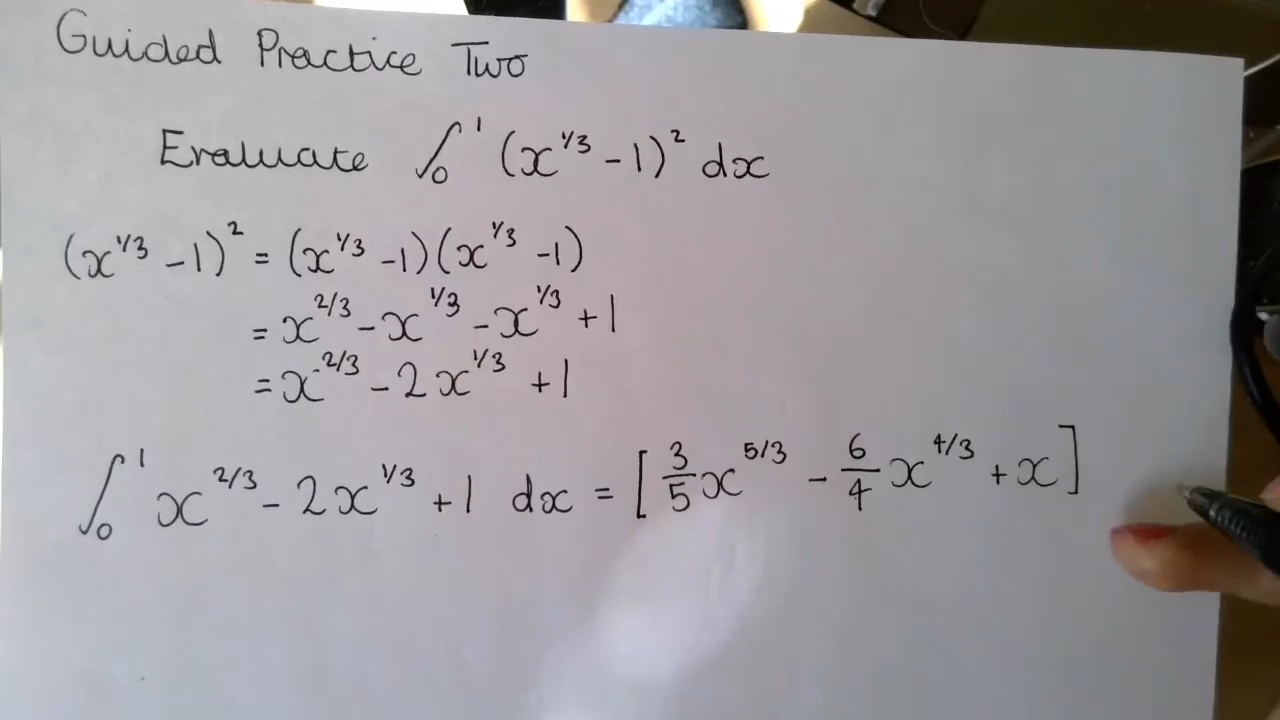 Guided Practice Two
Evaluate ∫₀¹ (x^{1/3} - 1)² dx
(x^{1/3} - 1)² = (x^{1/3} - 1)(x^{1/3} - 1)
= x^{2/3} - x^{1/3} - x^{1/3} + 1
= x^{2/3} - 2x^{1/3} + 1
∫₀¹ x^{2/3} - 2x^{1/3} + 1 dx = [3/5 x^{5/3} - 6/4 x^{4/3} + x]